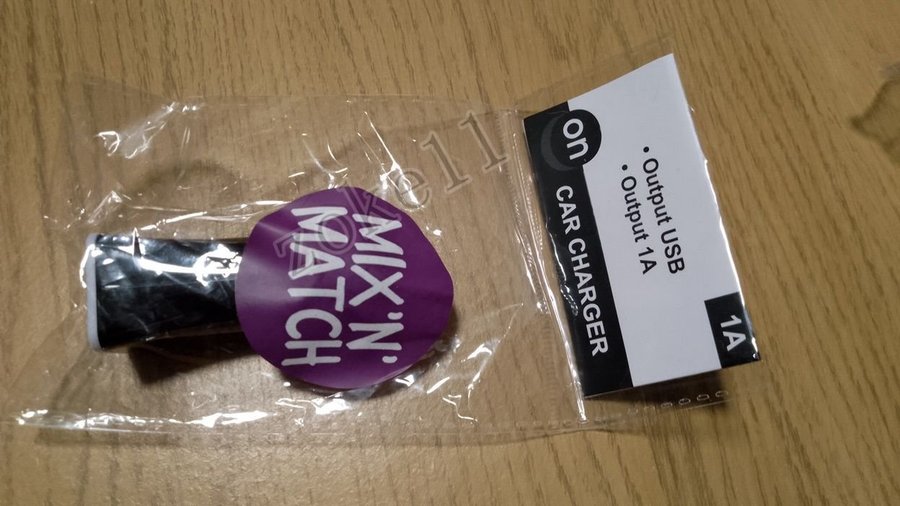 on CAR CHARGER
• Output USB
• Output 1A
1A
MIX'N'
MATCH